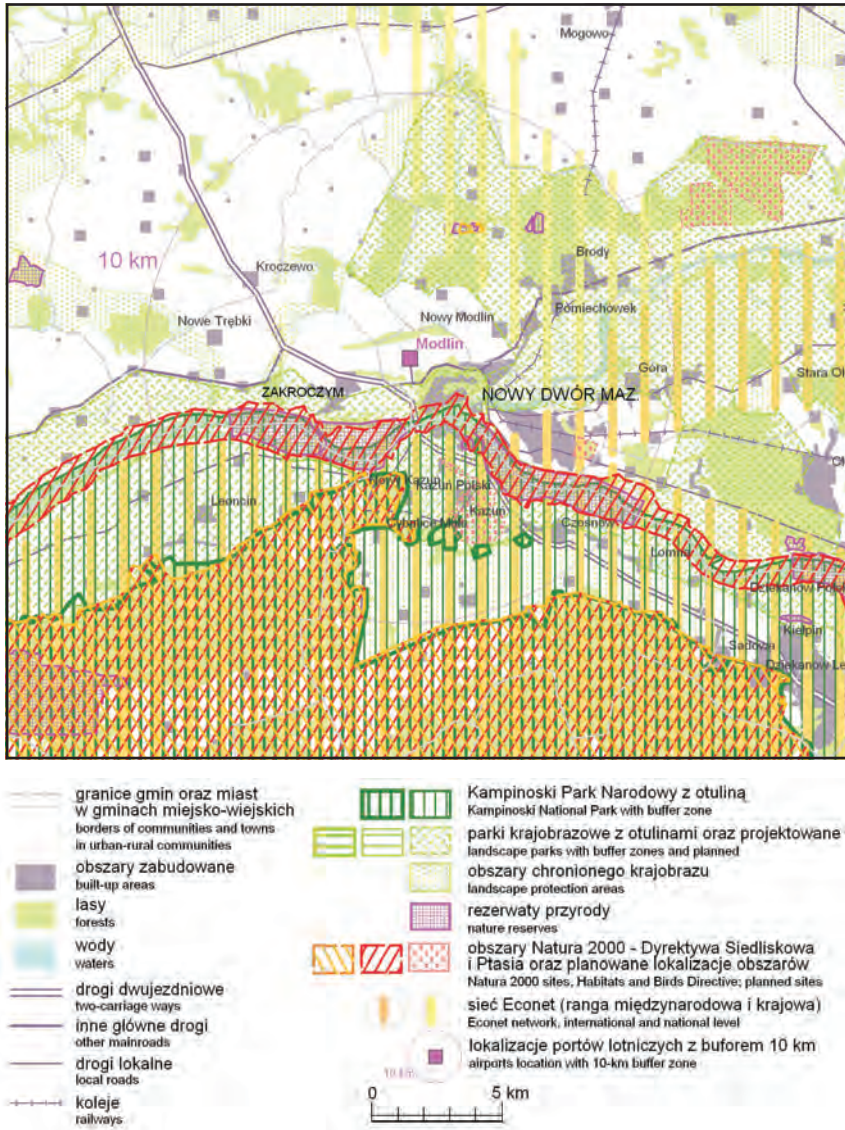 Mogowo
10 km
Kroczewo
Brody
Pomiechowek
Nowy Modlin
Nowe Trębki
Modlin
Góra
Stara Oł
ZAKROCZYM
NOWY DWÓR MAZ.
Kazuń Polski
Leoncin
Kazuń
Cybulice Małe
Czosnów
Łomna
Kiełpin
Sadowa
granice gmin oraz miast
w gminach miejsko-wiejskich
borders of communities and towns
in urban-rural communities
obszary zabudowane
built-up areas
lasy
forests
wody
waters
drogi dwujezdniowe
two-carriage ways
inne główne drogi
other mainroads
drogi lokalne
local roads
koleje
railways
Kampinoski Park Narodowy z otuliną
Kampinoski National Park with buffer zone
parki krajobrazowe z otulinami oraz projektowane
landscape parks with buffer zones and planned
obszary chronionego krajobrazu
landscape protection areas
rezerwaty przyrody
nature reserves
obszary Natura 2000 - Dyrektywa Siedliskowa
i Ptasia oraz planowane lokalizacje obszarów
Natura 2000 sites, Habitats and Birds Directive; planned sites
sieć Econet (ranga międzynarodowa i krajowa)
Econet network, international and national level
lokalizacje portów lotniczych z buforem 10 km
airports location with 10-km buffer zone
10 km
0 5 km